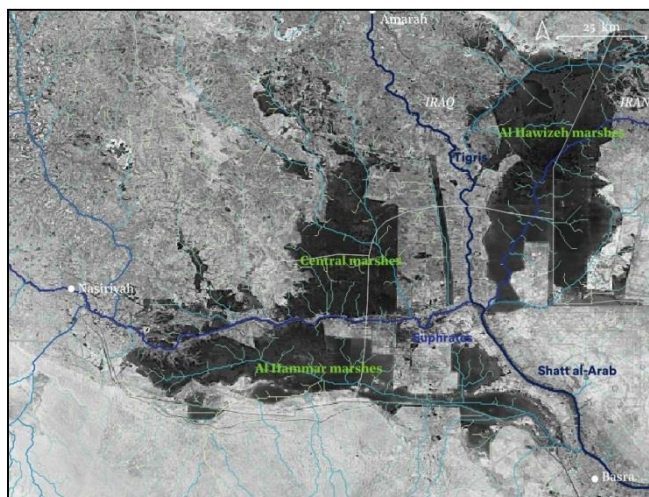 Amarah
25 km
IRAQ
IRAN
Al Hawizeh marshes
Tigris
Central marshes
Nasiriyah
Euphrates
Al Hammar marshes
Shatt al-Arab
Basra